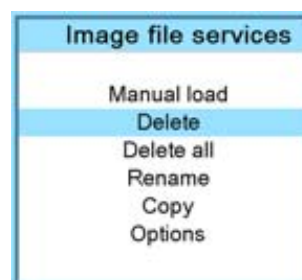 Image file services
Manual load
Delete
Delete all
Rename
Copy
Options